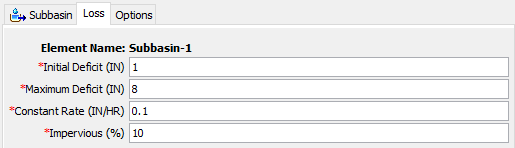 Subbasin Loss Options
Element Name: Subbasin-1
*Initial Deficit (IN) 1
*Maximum Deficit (IN) 8
*Constant Rate (IN/HR) 0.1
*Impervious (%) 10